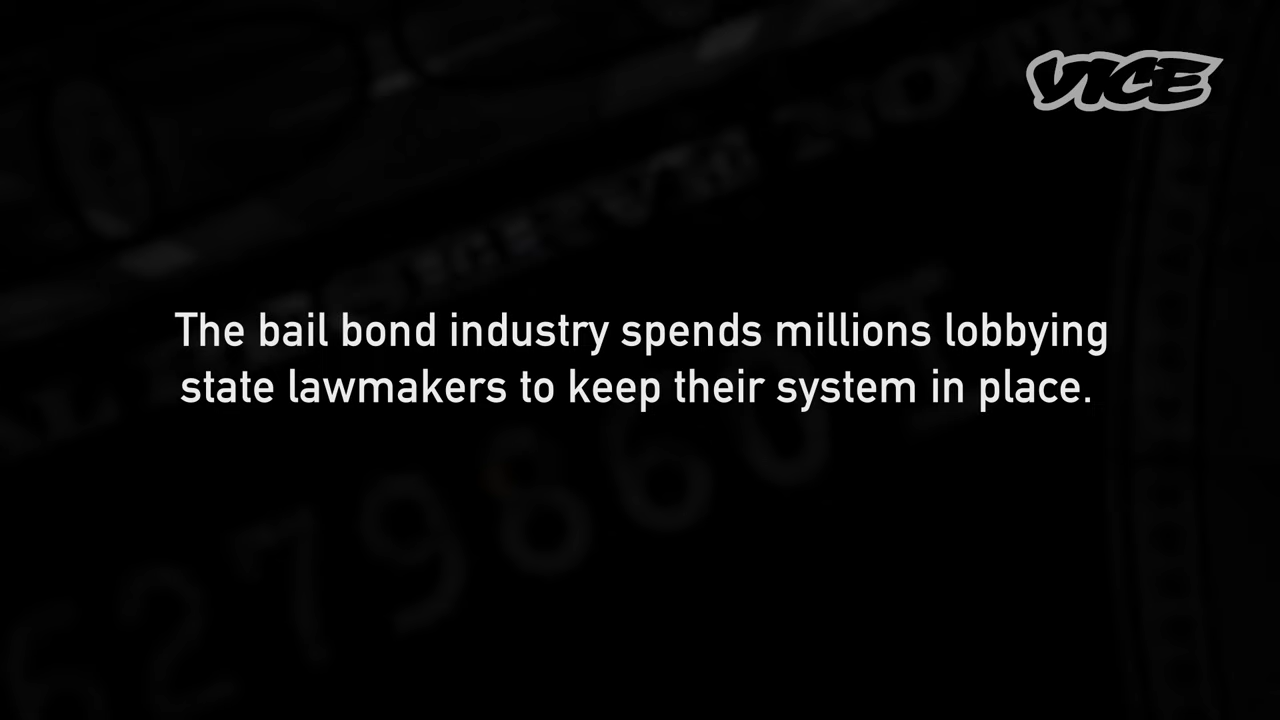 VICE
The bail bond industry spends millions lobbying
state lawmakers to keep their system in place.